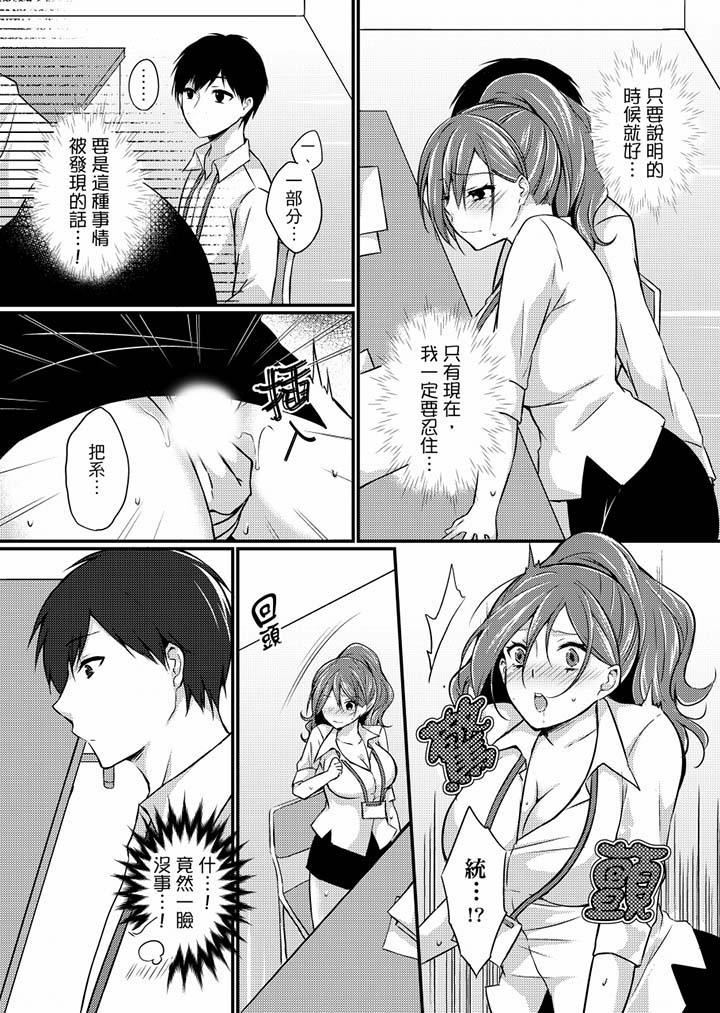 只要說明的
時候就好…
只有現在，
我一定要忍住…
……
一、
一部分…
要是這種事情
被發現的話…！
插入
把系…
驚
顫
統…！？
回頭
什…！
竟然一臉
沒事…！